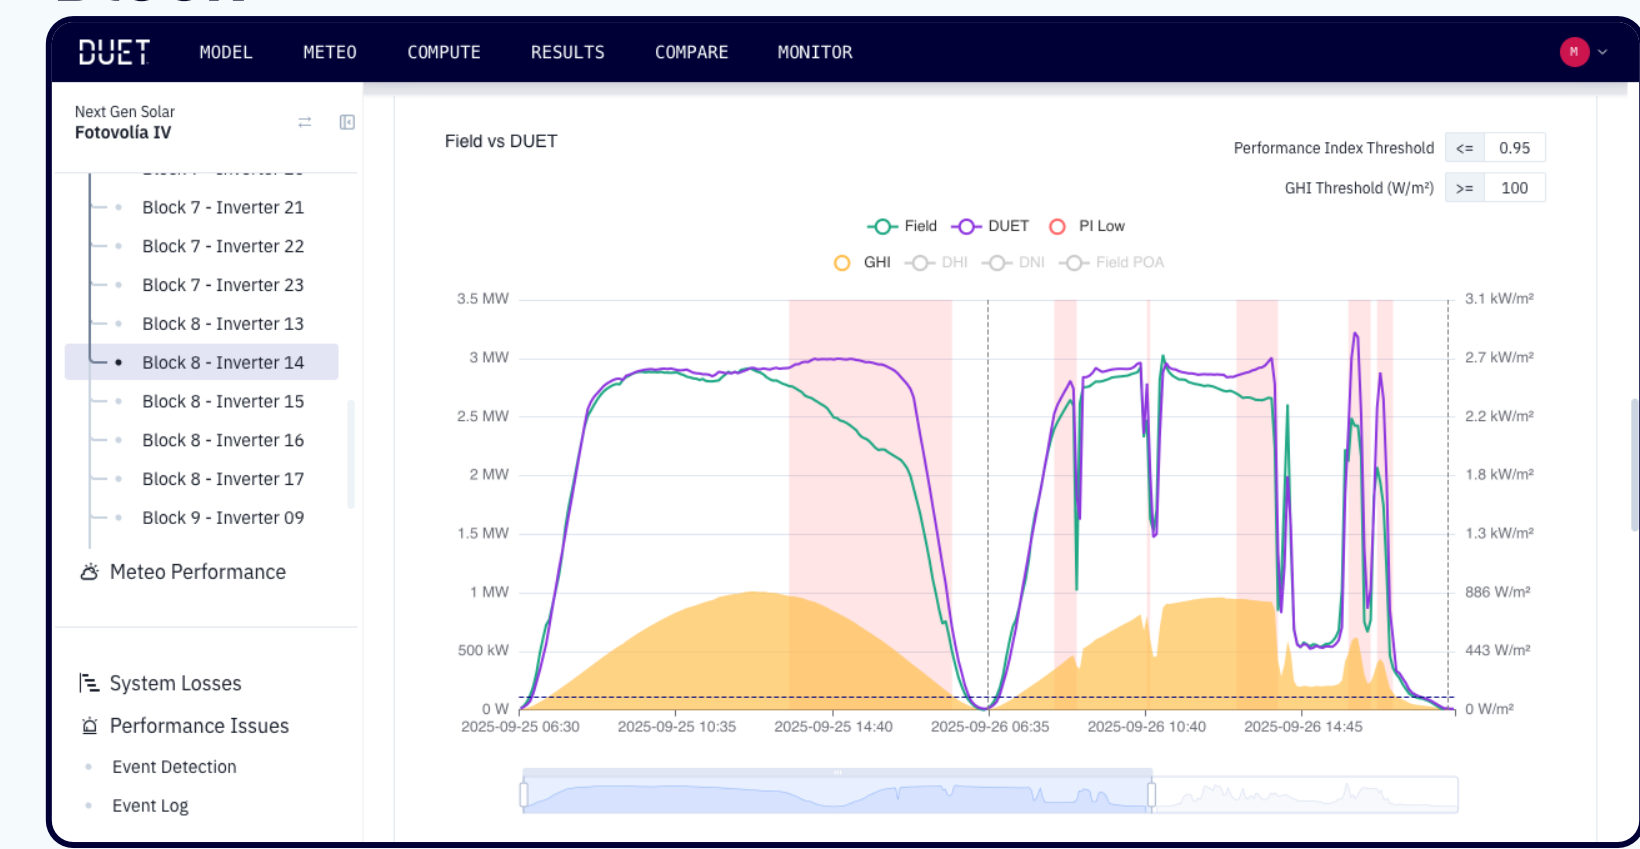 DUET
MODEL
METEO
COMPUTE
RESULTS
COMPARE
MONITOR
M
Next Gen Solar
Fotovolía IV
Block 7 - Inverter 21
Block 7 - Inverter 22
Block 7 - Inverter 23
Block 8 - Inverter 13
Block 8 - Inverter 14
Block 8 - Inverter 15
Block 8 - Inverter 16
Block 8 - Inverter 17
Block 9 - Inverter 09
Meteo Performance
System Losses
Performance Issues
Event Detection
Event Log
Field vs DUET
Performance Index Threshold <= 0.95
GHI Threshold (W/m²) >= 100
Field DUET PI Low
GHI DHI DNI Field POA
3.5 MW
3 MW
2.5 MW
2 MW
1.5 MW
1 MW
500 kW
0 W
3.1 kW/m²
2.7 kW/m²
2.2 kW/m²
1.8 kW/m²
1.3 kW/m²
886 W/m²
443 W/m²
0 W/m²
2025-09-25 06:30
2025-09-25 10:35
2025-09-25 14:40
2025-09-26 06:35
2025-09-26 10:40
2025-09-26 14:45